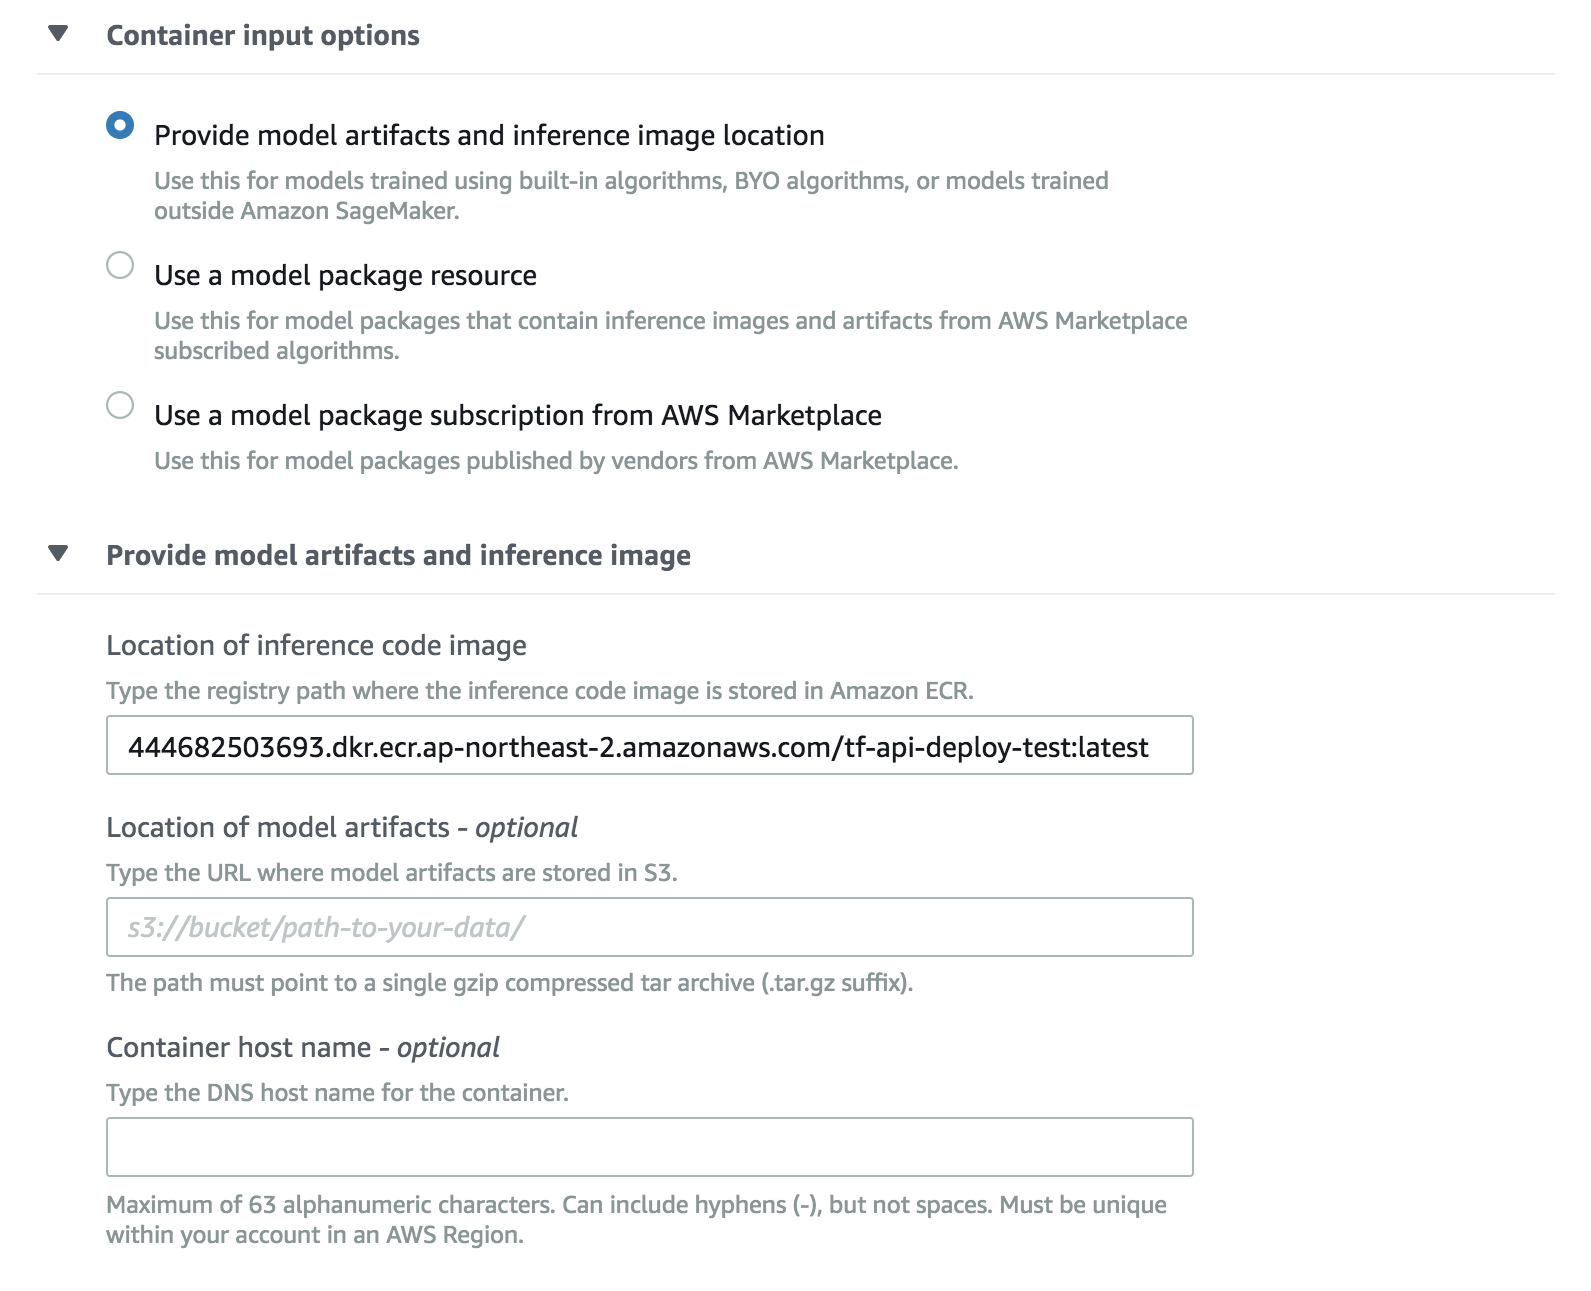 Container input options
Provide model artifacts and inference image location
Use this for models trained using built-in algorithms, BYO algorithms, or models trained
outside Amazon SageMaker.
Use a model package resource
Use this for model packages that contain inference images and artifacts from AWS Marketplace
subscribed algorithms.
Use a model package subscription from AWS Marketplace
Use this for model packages published by vendors from AWS Marketplace.
Provide model artifacts and inference image
Location of inference code image
Type the registry path where the inference code image is stored in Amazon ECR.
444682503693.dkr.ecr.ap-northeast-2.amazonaws.com/tf-api-deploy-test:latest
Location of model artifacts - optional
Type the URL where model artifacts are stored in S3.
s3://bucket/path-to-your-data/
The path must point to a single gzip compressed tar archive (.tar.gz suffix).
Container host name - optional
Type the DNS host name for the container.
Maximum of 63 alphanumeric characters. Can include hyphens (-), but not spaces. Must be unique
within your account in an AWS Region.